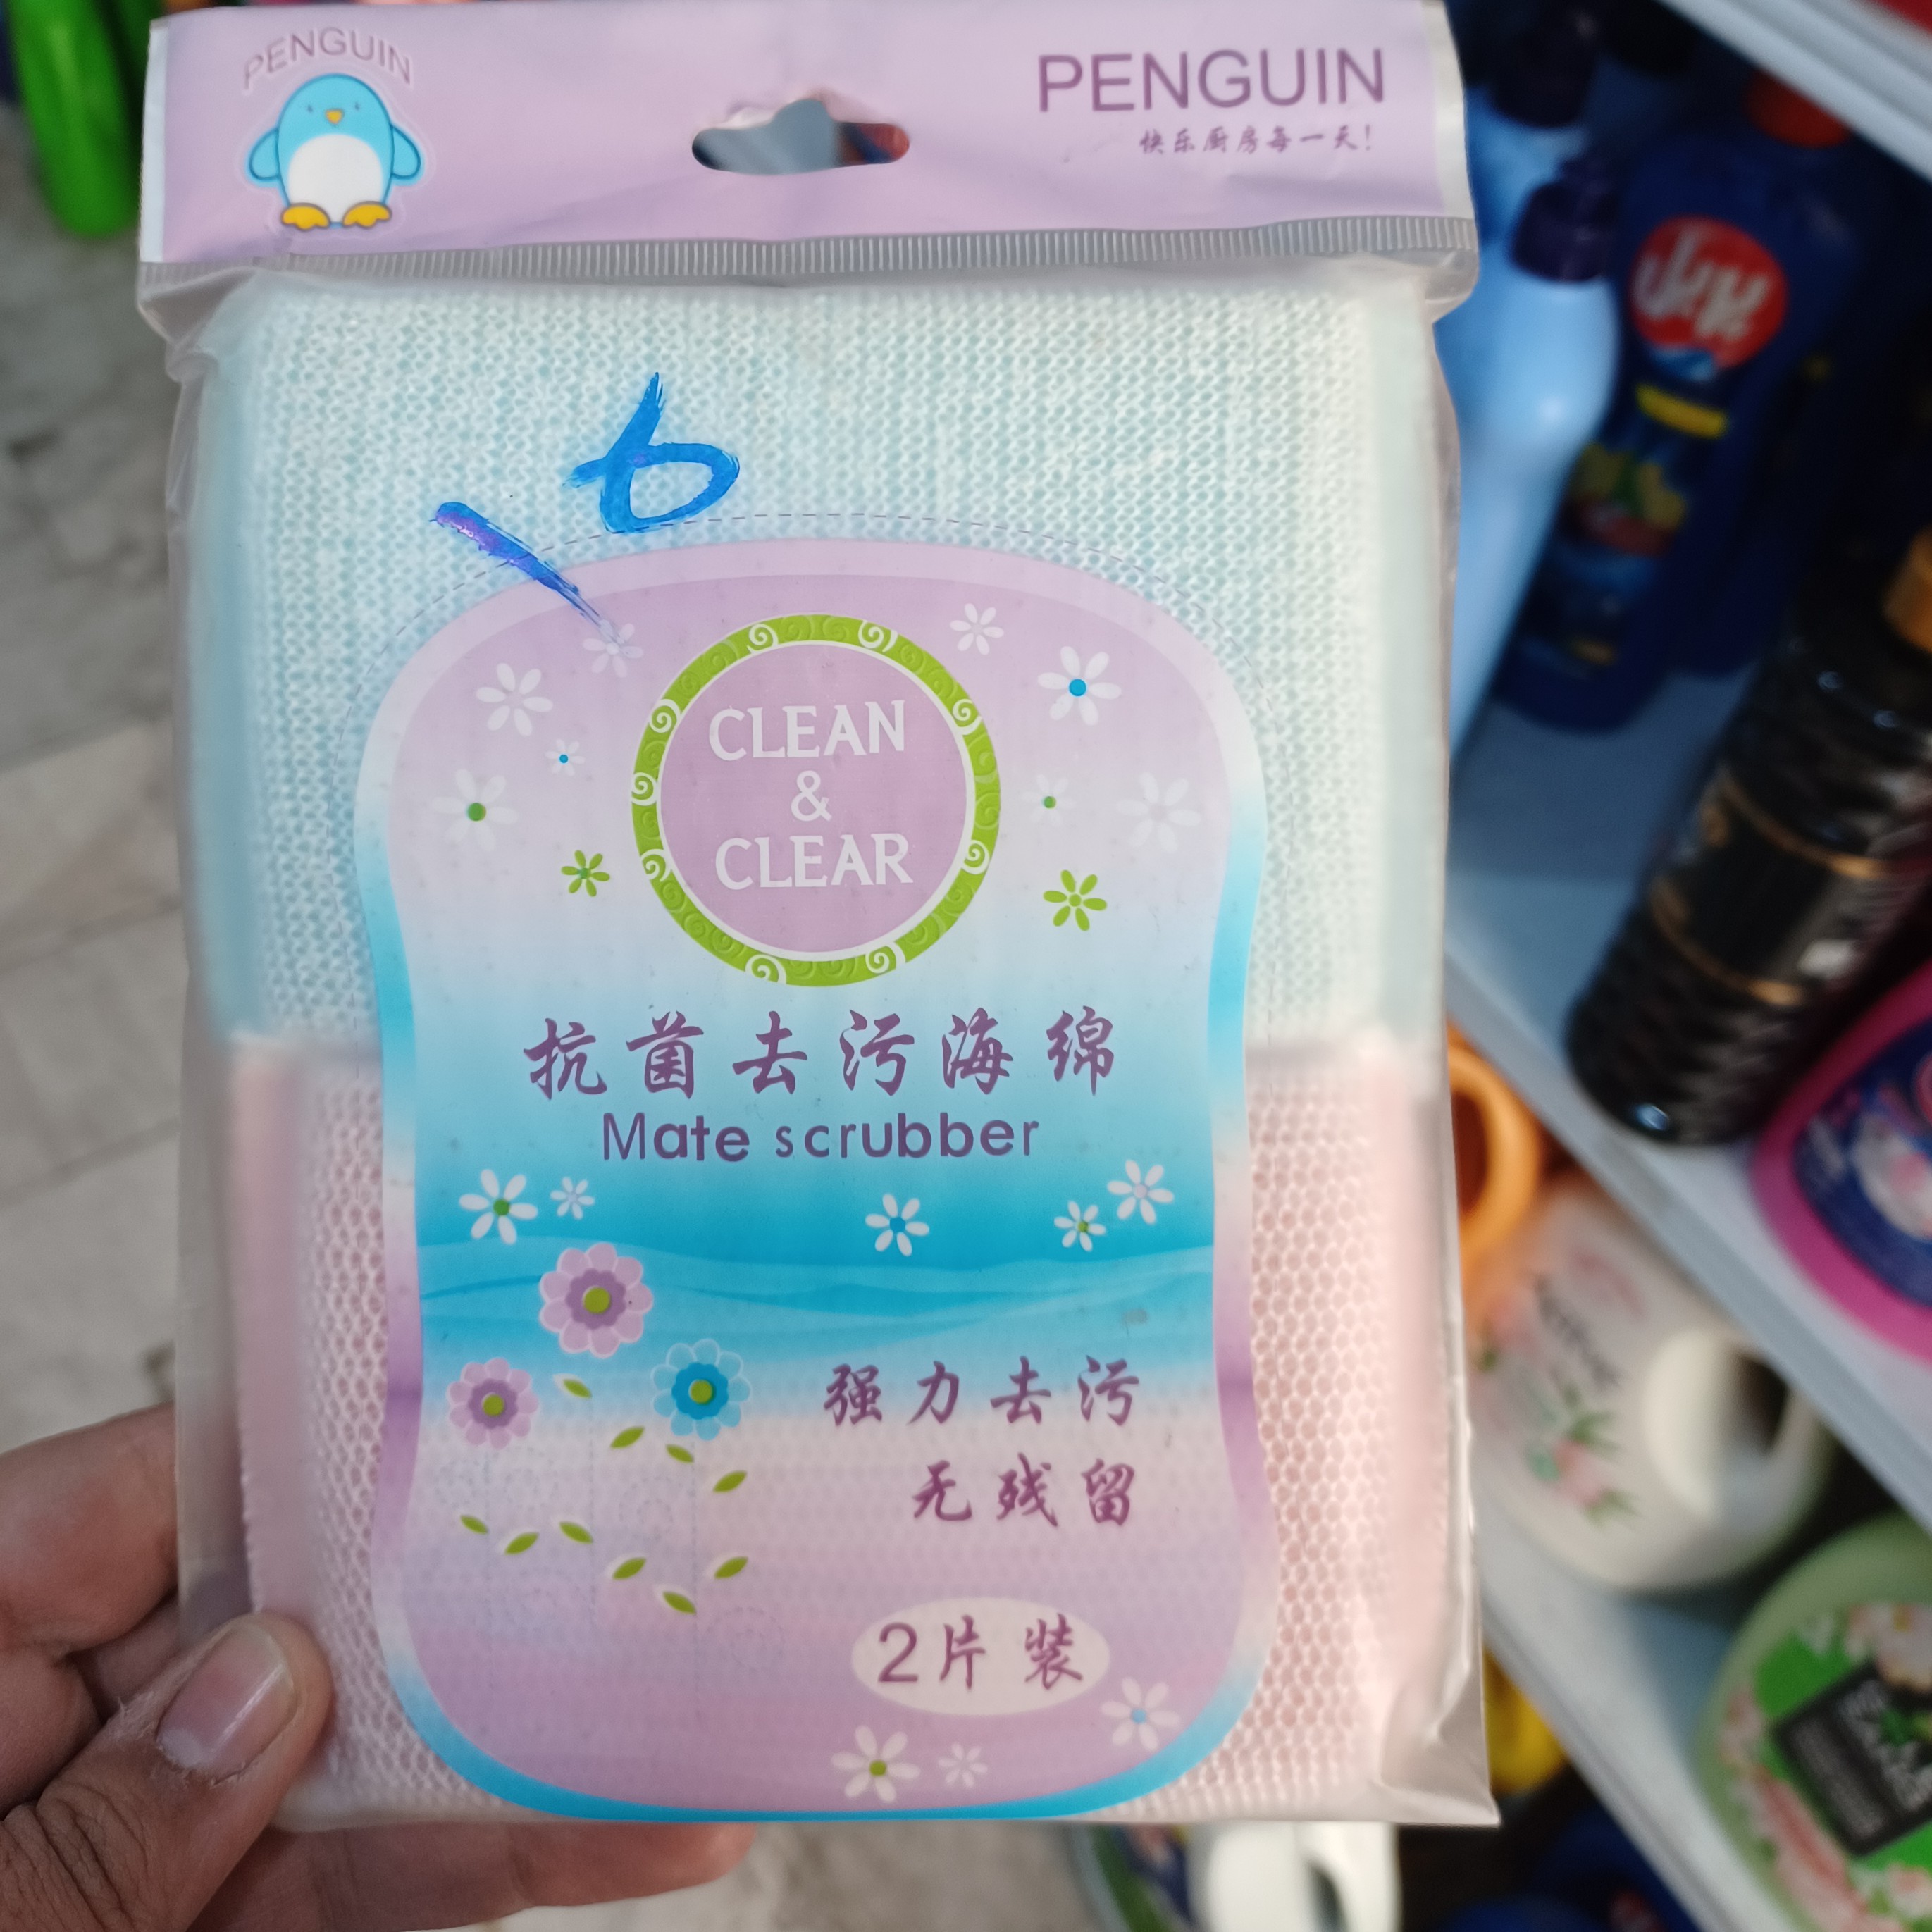 PENGUIN
PENGUIN
快乐厨房每一天!
CLEAN
&
CLEAR
抗菌去污海绵
Mate scrubber
强力去污
无残留
2片装